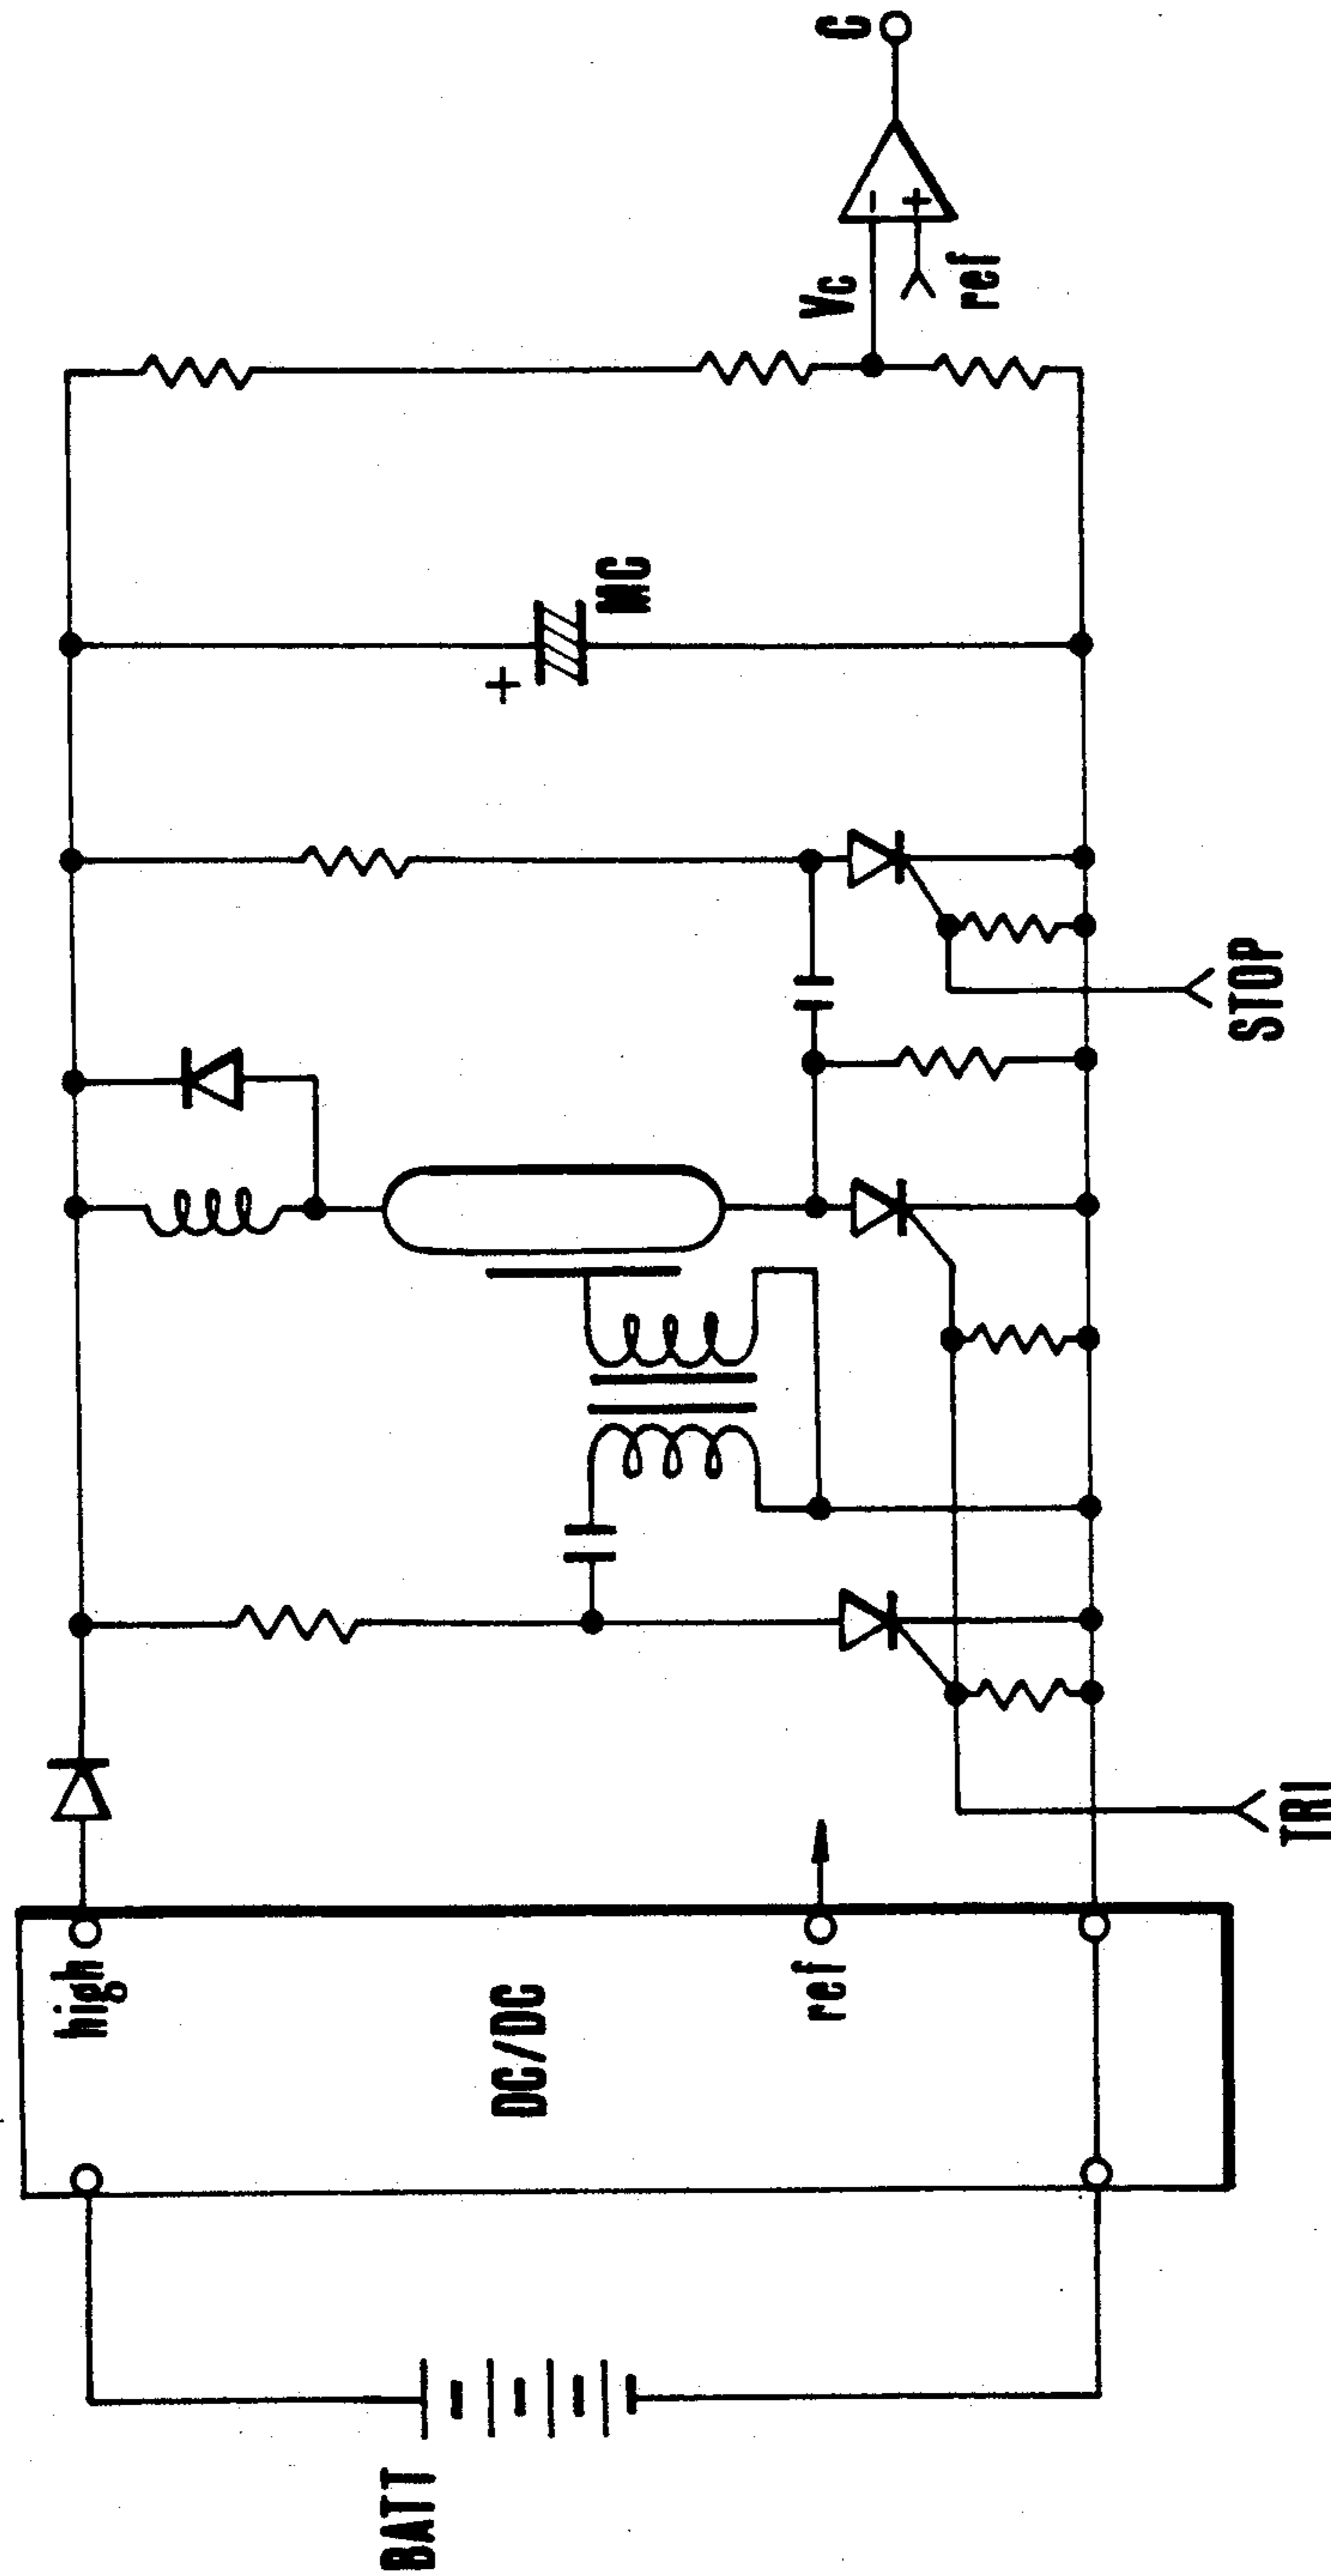 BATT
high
DC/DC
ref
TRI
STOP
+
MC
Vc
ref
-
+
C